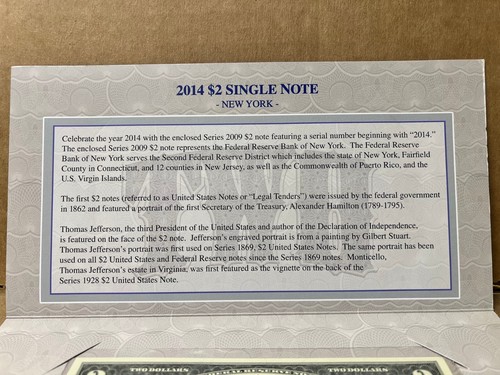 2014 $2 SINGLE NOTE
- NEW YORK -
Celebrate the year 2014 with the enclosed Series 2009 $2 note featuring a serial number beginning with “2014.”
The enclosed Series 2009 $2 note represents the Federal Reserve Bank of New York. The Federal Reserve
Bank of New York serves the Second Federal Reserve District which includes the state of New York, Fairfield
County in Connecticut, and 12 counties in New Jersey, as well as the Commonwealth of Puerto Rico, and the
U.S. Virgin Islands.
The first $2 notes (referred to as United States Notes or “Legal Tenders”) were issued by the federal government
in 1862 and featured a portrait of the first Secretary of the Treasury, Alexander Hamilton (1789-1795).
Thomas Jefferson, the third President of the United States and author of the Declaration of Independence,
is featured on the face of the $2 note. Jefferson's engraved portrait is from a painting by Gilbert Stuart.
Thomas Jefferson's portrait was first used on Series 1869, $2 United States Notes. The same portrait has been
used on all $2 United States and Federal Reserve notes since the Series 1869 notes. Monticello,
Thomas Jefferson's estate in Virginia, was first featured as the vignette on the back of the
Series 1928 $2 United States Note.
2 TWO DOLLARS FEDERAL RESERVE NOTE TWO DOLLARS 2